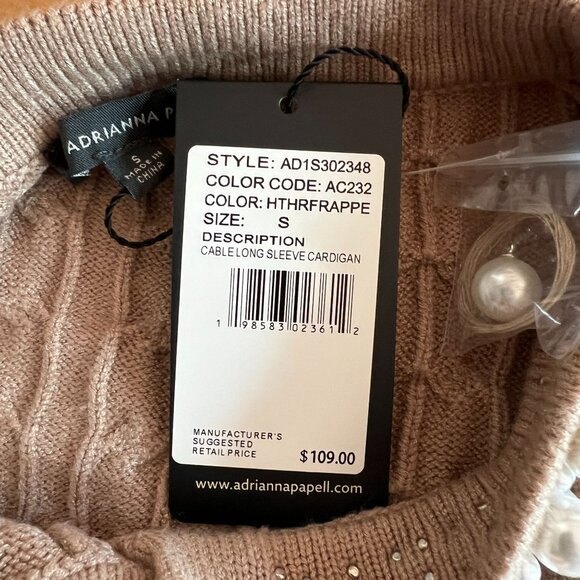 ADRIANNA PAPELL
S
MADE IN
CHINA
STYLE: AD1S302348
COLOR CODE: AC232
COLOR: HTHRFRAPPE
SIZE: S
DESCRIPTION
CABLE LONG SLEEVE CARDIGAN
1 98583 02361 2
MANUFACTURER'S
SUGGESTED
RETAIL PRICE
$109.00
www.adriannapapell.com